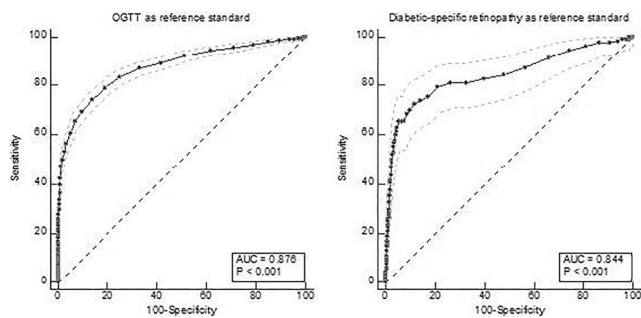 OGTT as reference standard
100
80
60
40
20
0
Sensitivity
0 20 40 60 80 100
100-Specificity
AUC = 0.876
P < 0.001
Diabetic-specific retinopathy as reference standard
100
80
60
40
20
0
Sensitivity
0 20 40 60 80 100
100-Specificity
AUC = 0.844
P < 0.001